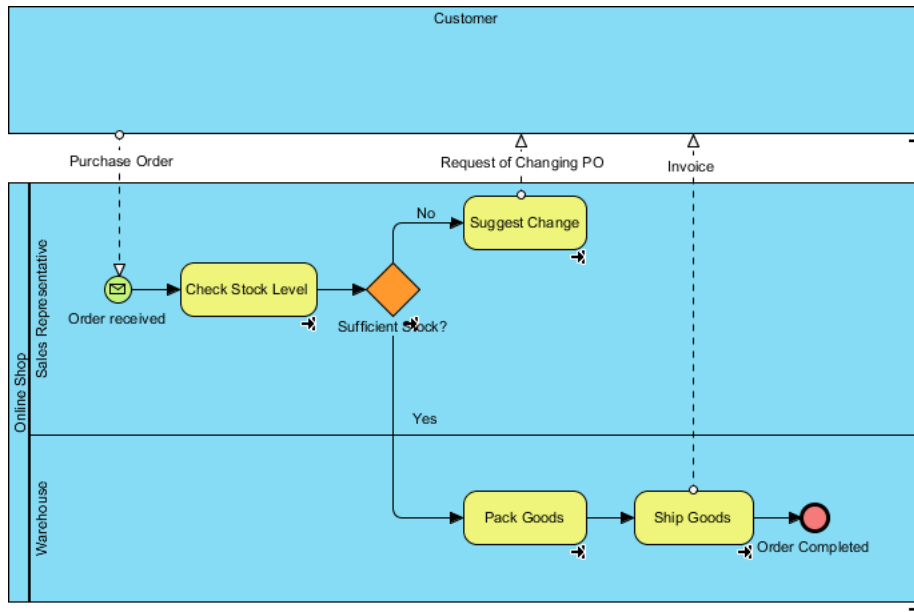 Customer
Purchase Order
Request of Changing PO
Invoice
Online Shop
Sales Representative
No
Suggest Change
Check Stock Level
Order received
Sufficient Stock?
Yes
Warehouse
Pack Goods
Ship Goods
Order Completed